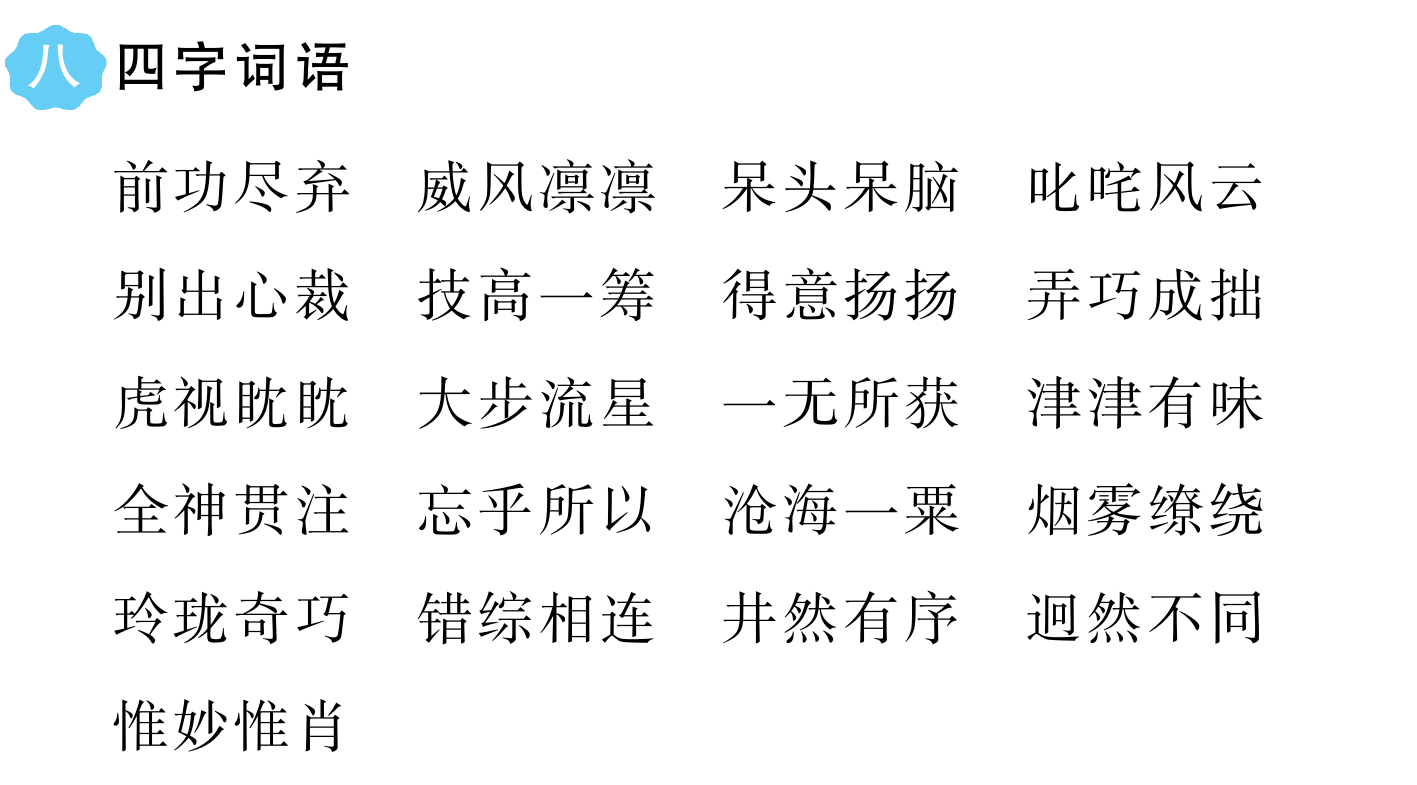 八 四字词语
前功尽弃 威风凛凛 呆头呆脑 叱咤风云
别出心裁 技高一筹 得意扬扬 弄巧成拙
虎视眈眈 大步流星 一无所获 津津有味
全神贯注 忘乎所以 沧海一粟 烟雾缭绕
玲珑奇巧 错综相连 井然有序 迥然不同
惟妙惟肖